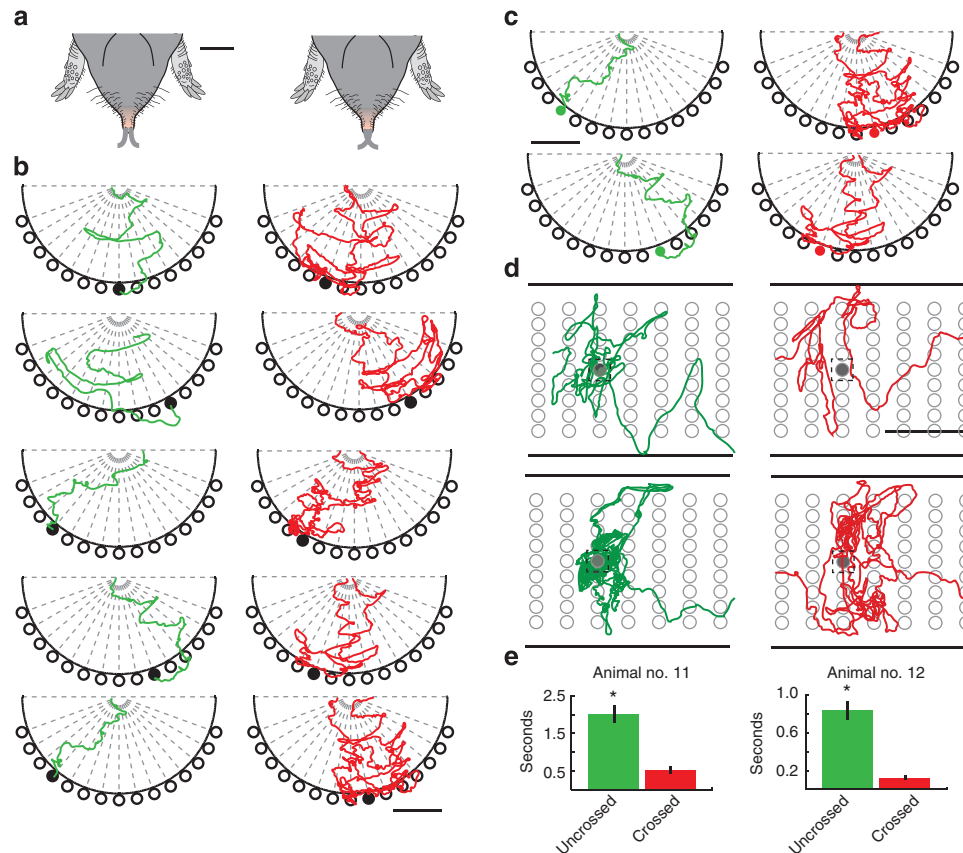 a
b
c
d
e
Animal no. 11
2.5
1.5
0.5
Seconds
Uncrossed
Crossed
Animal no. 12
1.0
0.6
0.2
Seconds
Uncrossed
Crossed
*
*